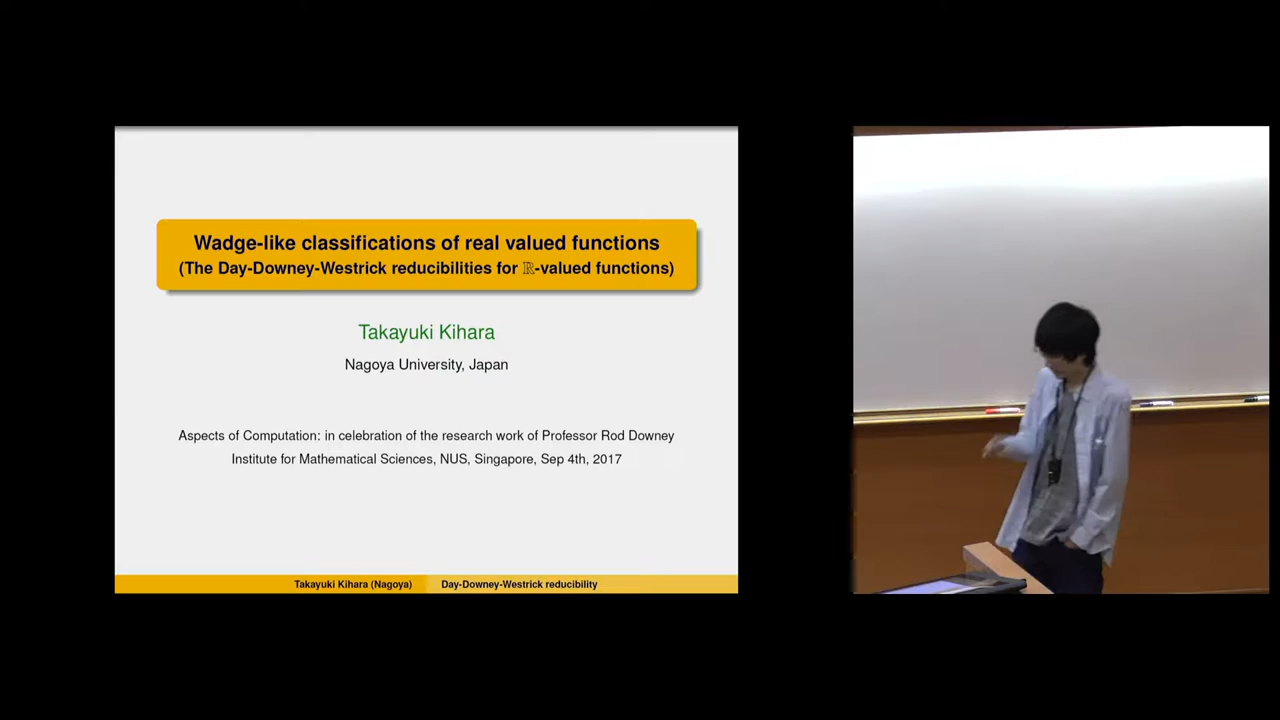 Wadge-like classifications of real valued functions
(The Day-Downey-Westrick reducibilities for ℝ-valued functions)
Takayuki Kihara
Nagoya University, Japan
Aspects of Computation: in celebration of the research work of Professor Rod Downey
Institute for Mathematical Sciences, NUS, Singapore, Sep 4th, 2017
Takayuki Kihara (Nagoya) Day-Downey-Westrick reducibility